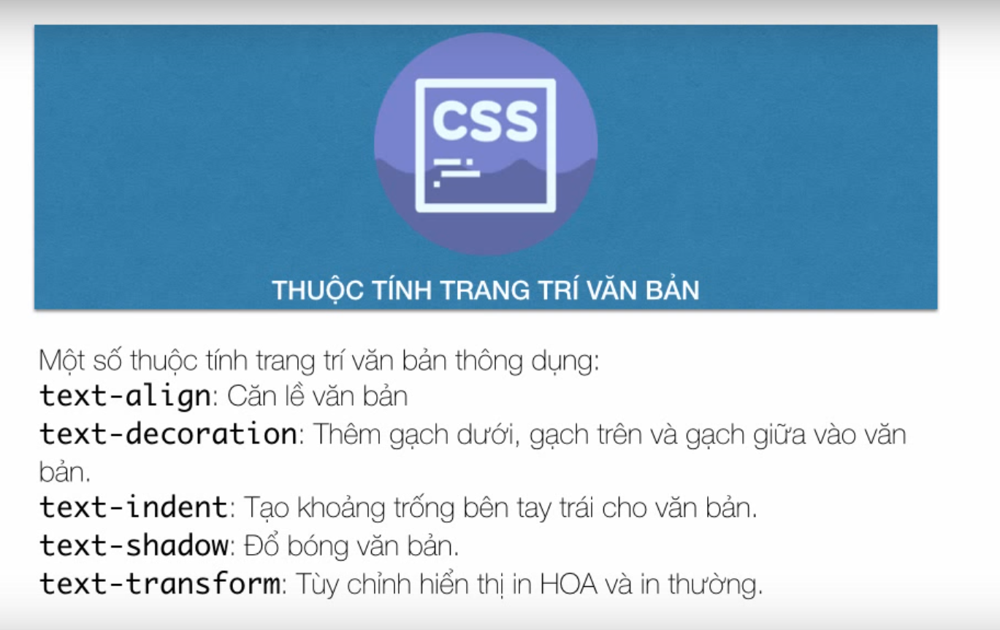 CSS
THUỘC TÍNH TRANG TRÍ VĂN BẢN
Một số thuộc tính trang trí văn bản thông dụng:
text-align: Căn lề văn bản
text-decoration: Thêm gạch dưới, gạch trên và gạch giữa vào văn
bản.
text-indent: Tạo khoảng trống bên tay trái cho văn bản.
text-shadow: Đổ bóng văn bản.
text-transform: Tùy chỉnh hiển thị in HOA và in thường.